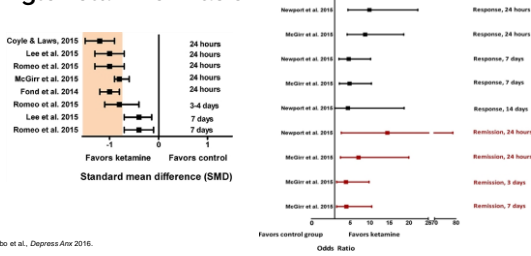 Coyle & Laws, 2015 24 hours
Lee et al. 2015 24 hours
Romeo et al. 2015 24 hours
McGirr et al. 2015 24 hours
Fond et al. 2014 24 hours
Romeo et al. 2015 3-4 days
Lee et al. 2015 7 days
Romeo et al. 2015 7 days
-1 0 1
Favors ketamine Favors control
Standard mean difference (SMD)
et al., Depress Anx 2016.
Newport et al. 2015 Response, 24 hours
McGirr et al. 2015 Response, 24 hours
Newport et al. 2015 Response, 7 days
McGirr et al. 2015 Response, 7 days
Newport et al. 2015 Response, 14 days
Newport et al. 2015 Remission, 24 hours
McGirr et al. 2015 Remission, 24 hours
McGirr et al. 2015 Remission, 3 days
McGirr et al. 2015 Remission, 7 days
5 10 15 20 80
Favors control group Favors ketamine
Odds Ratio